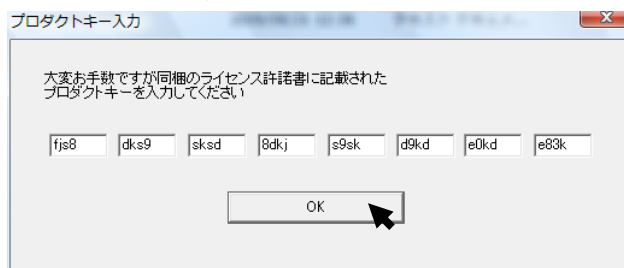 プロダクトキー入力
大変お手数ですが同梱のライセンス許諾書に記載された
プロダクトキーを入力してください
fjs8 dks9 sksd 8dkj s9sk d9kd e0kd e83k
OK